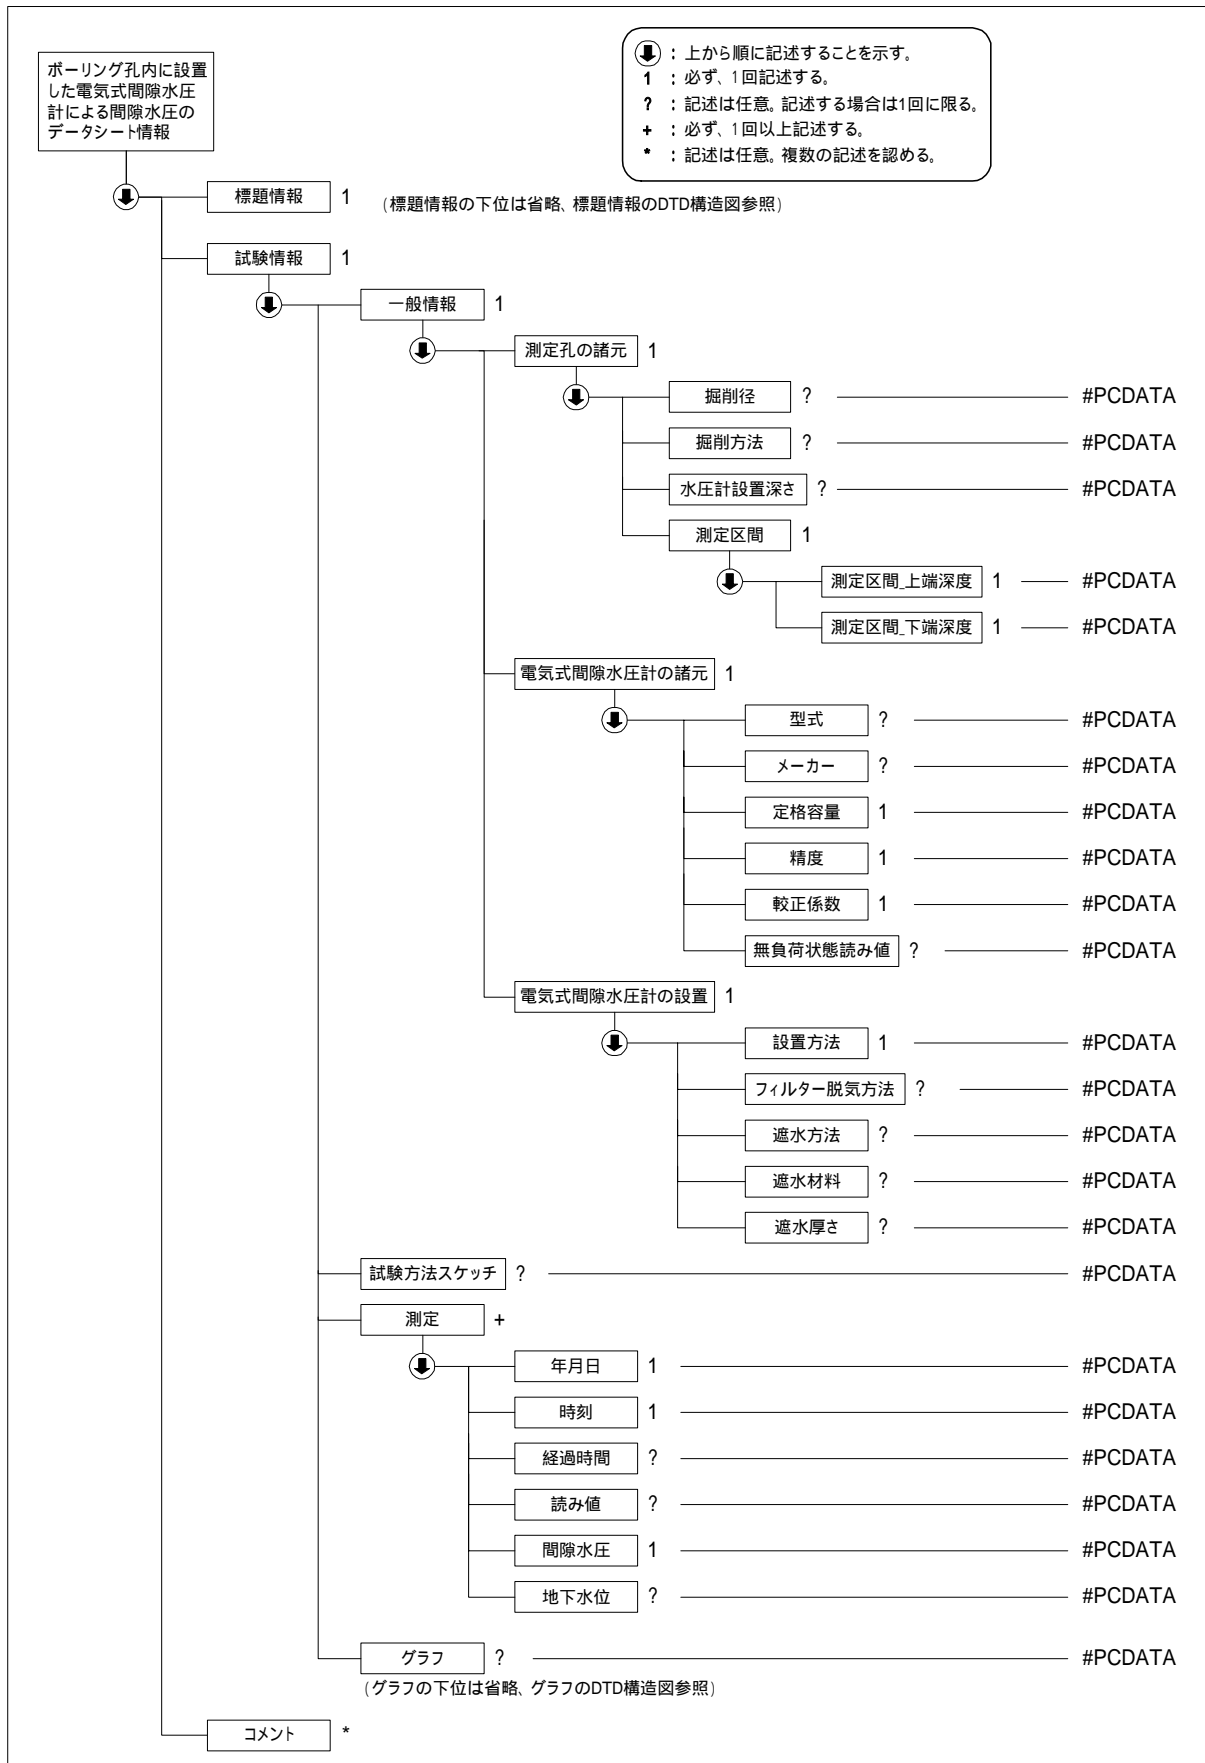 ボーリング孔内に設置
した電気式間隙水圧
計による間隙水圧の
データシート情報
: 上から順に記述することを示す。
1 : 必ず、1回記述する。
? : 記述は任意。記述する場合は1回に限る。
+ : 必ず、1回以上記述する。
* : 記述は任意。複数の記述を認める。
標題情報 1 (標題情報の下位は省略、標題情報のDTD構造図参照)
試験情報 1
一般情報 1
測定孔の諸元 1
掘削径 ? #PCDATA
掘削方法 ? #PCDATA
水圧計設置深さ ? #PCDATA
測定区間 1
測定区間_上端深度 1 #PCDATA
測定区間_下端深度 1 #PCDATA
電気式間隙水圧計の諸元 1
型式 ? #PCDATA
メーカー ? #PCDATA
定格容量 1 #PCDATA
精度 1 #PCDATA
較正係数 1 #PCDATA
無負荷状態読み値 ? #PCDATA
電気式間隙水圧計の設置 1
設置方法 1 #PCDATA
フィルター脱気方法 ? #PCDATA
遮水方法 ? #PCDATA
遮水材料 ? #PCDATA
遮水厚さ ? #PCDATA
試験方法スケッチ ? #PCDATA
測定 +
年月日 1 #PCDATA
時刻 1 #PCDATA
経過時間 ? #PCDATA
読み値 ? #PCDATA
間隙水圧 1 #PCDATA
地下水位 ? #PCDATA
グラフ ? #PCDATA
(グラフの下位は省略、グラフのDTD構造図参照)
コメント *